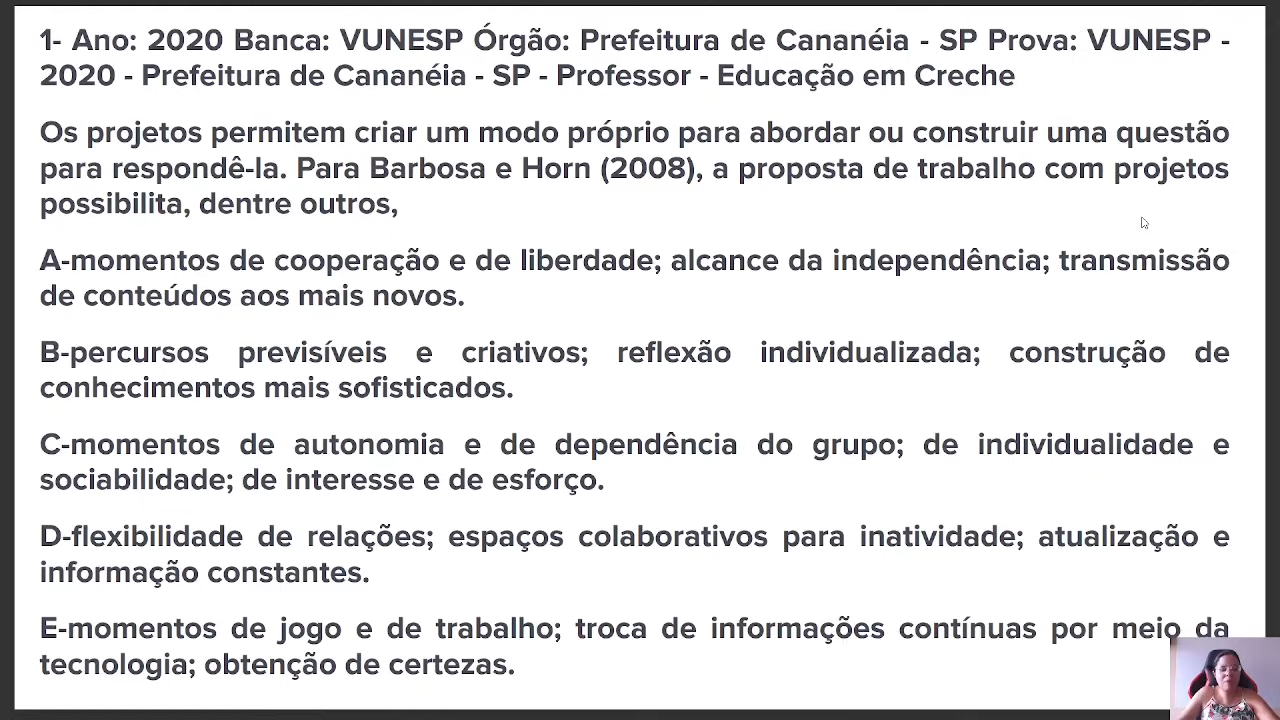 1- Ano: 2020 Banca: VUNESP Órgão: Prefeitura de Cananéia - SP Prova: VUNESP -
2020 - Prefeitura de Cananéia - SP - Professor - Educação em Creche
Os projetos permitem criar um modo próprio para abordar ou construir uma questão
para respondê-la. Para Barbosa e Horn (2008), a proposta de trabalho com projetos
possibilita, dentre outros,
A-momentos de cooperação e de liberdade; alcance da independência; transmissão
de conteúdos aos mais novos.
B-percursos previsíveis e criativos; reflexão individualizada; construção de
conhecimentos mais sofisticados.
C-momentos de autonomia e de dependência do grupo; de individualidade e
sociabilidade; de interesse e de esforço.
D-flexibilidade de relações; espaços colaborativos para inatividade; atualização e
informação constantes.
E-momentos de jogo e de trabalho; troca de informações contínuas por meio da
tecnologia; obtenção de certezas.